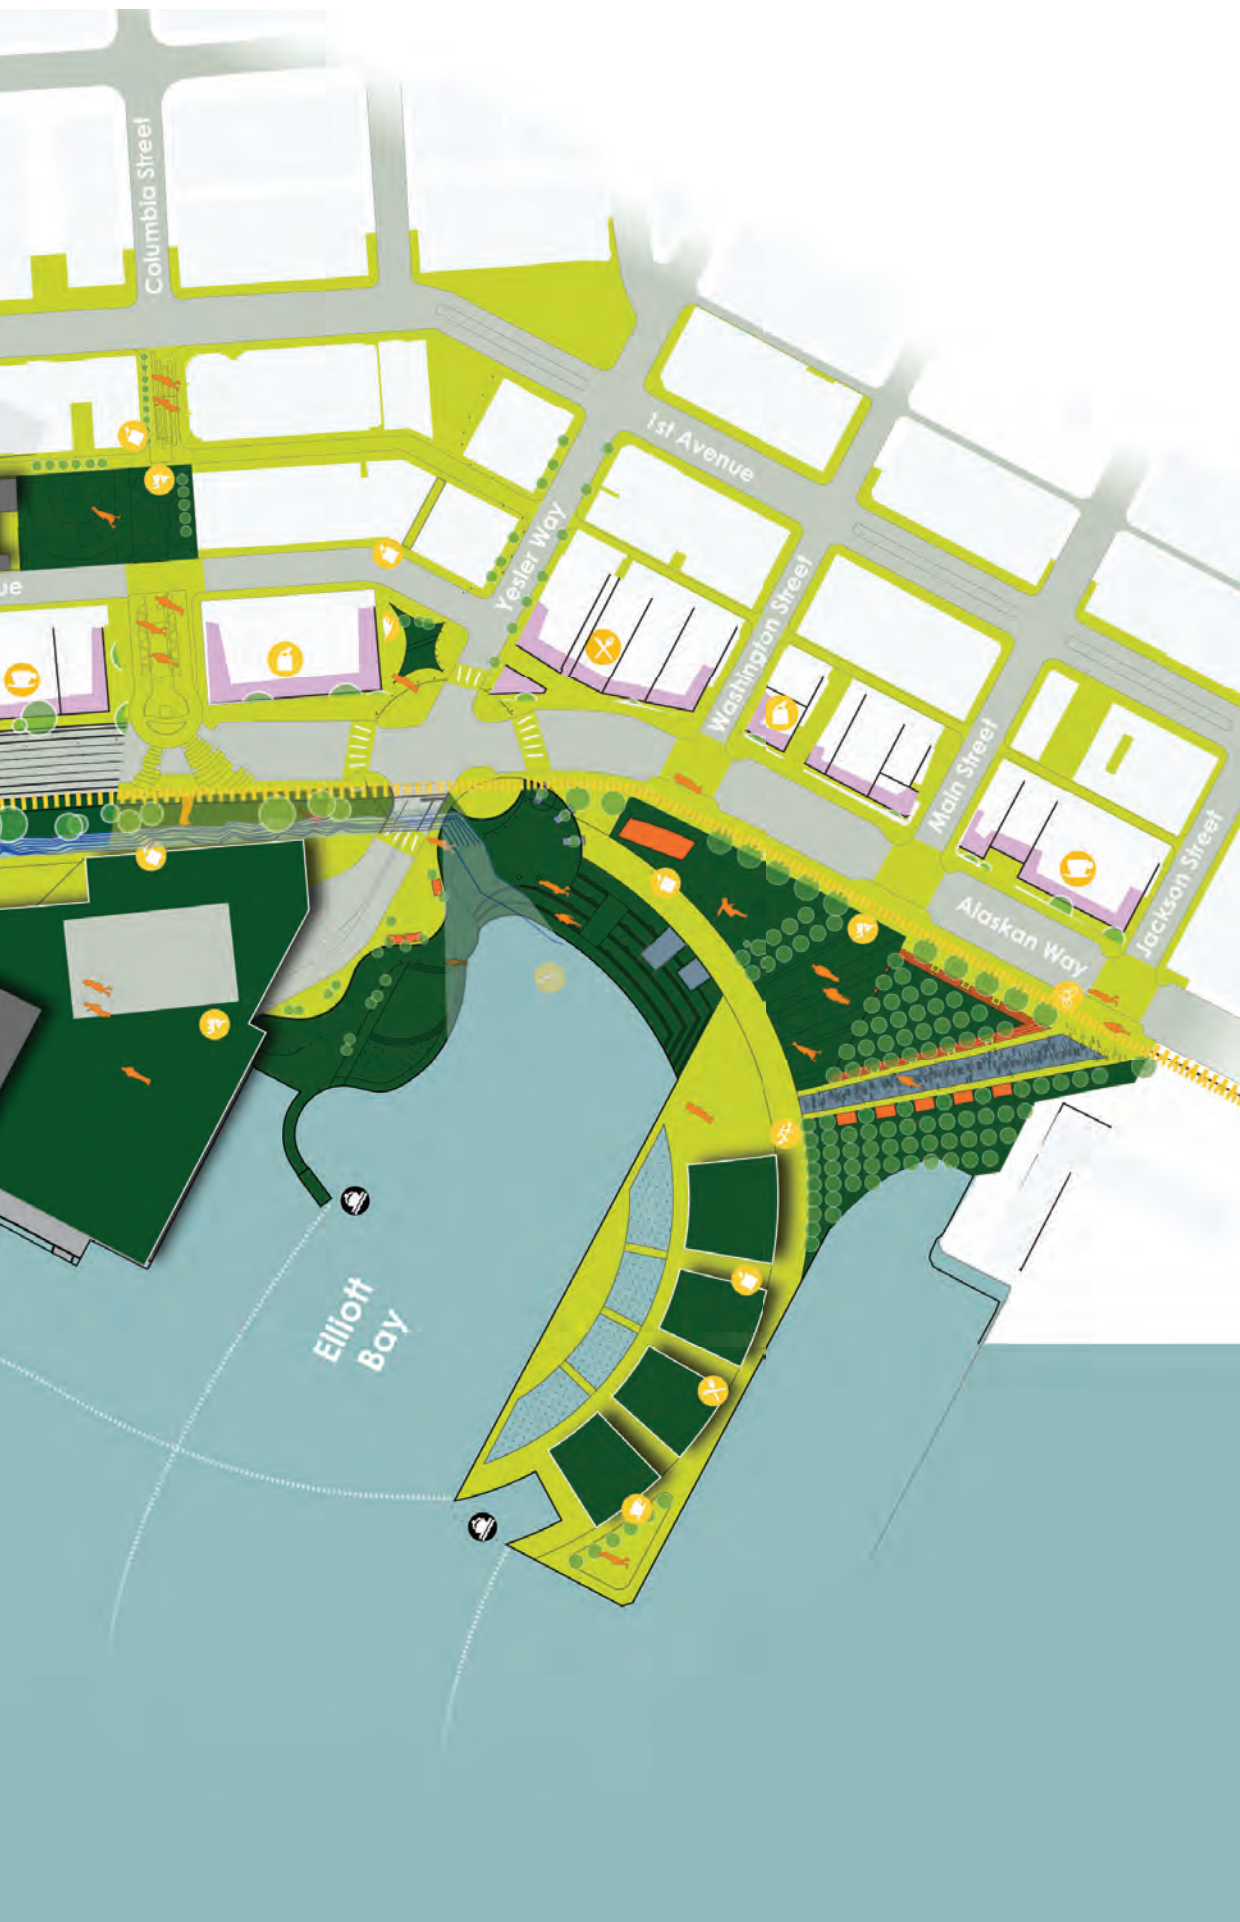 Columbia Street
1st Avenue
Yesler Way
ue
Washington Street
Main Street
Jackson Street
Alaskan Way
Elliott
Bay